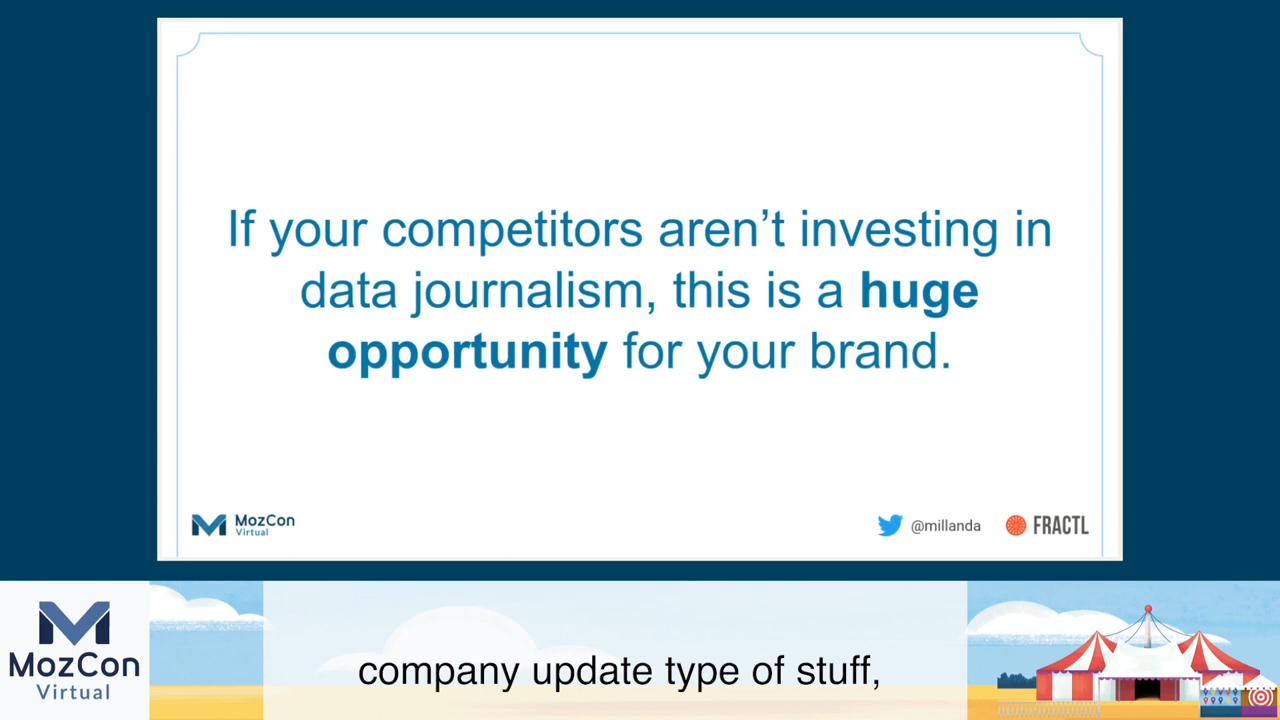 If your competitors aren’t investing in
data journalism, this is a huge
opportunity for your brand.
MozCon
Virtual
@millanda
FRACTL
MozCon
Virtual
company update type of stuff,